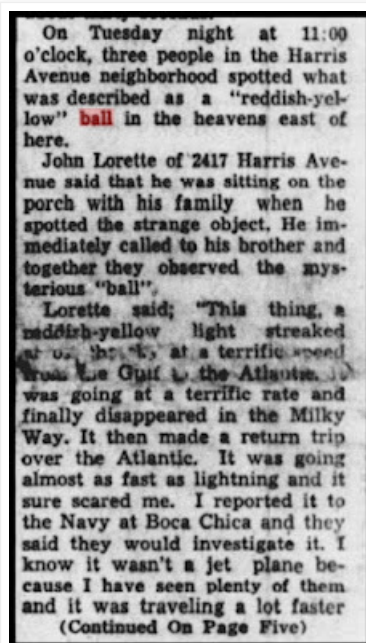 On Tuesday night at 11:00
o'clock, three people in the Harris
Avenue neighborhood spotted what
was described as a "reddish-yel-
low" ball in the heavens east of
here.
John Lorette of 2417 Harris Ave-
nue said that he was sitting on the
porch with his family when he
spotted the strange object. He im-
mediately called to his brother and
together they observed the mys-
terious "ball".
Lorette said; "This thing, a
reddish-yellow light streaked
at a terrific speed
from the Gulf to the Atlantic. It
was going at a terrific rate and
finally disappeared in the Milky
Way. It then made a return trip
over the Atlantic. It was going
almost as fast as lightning and it
sure scared me. I reported it to
the Navy at Boca Chica and they
said they would investigate it. I
know it wasn't a jet plane be-
cause I have seen plenty of them
and it was traveling a lot faster
(Continued On Page Five)